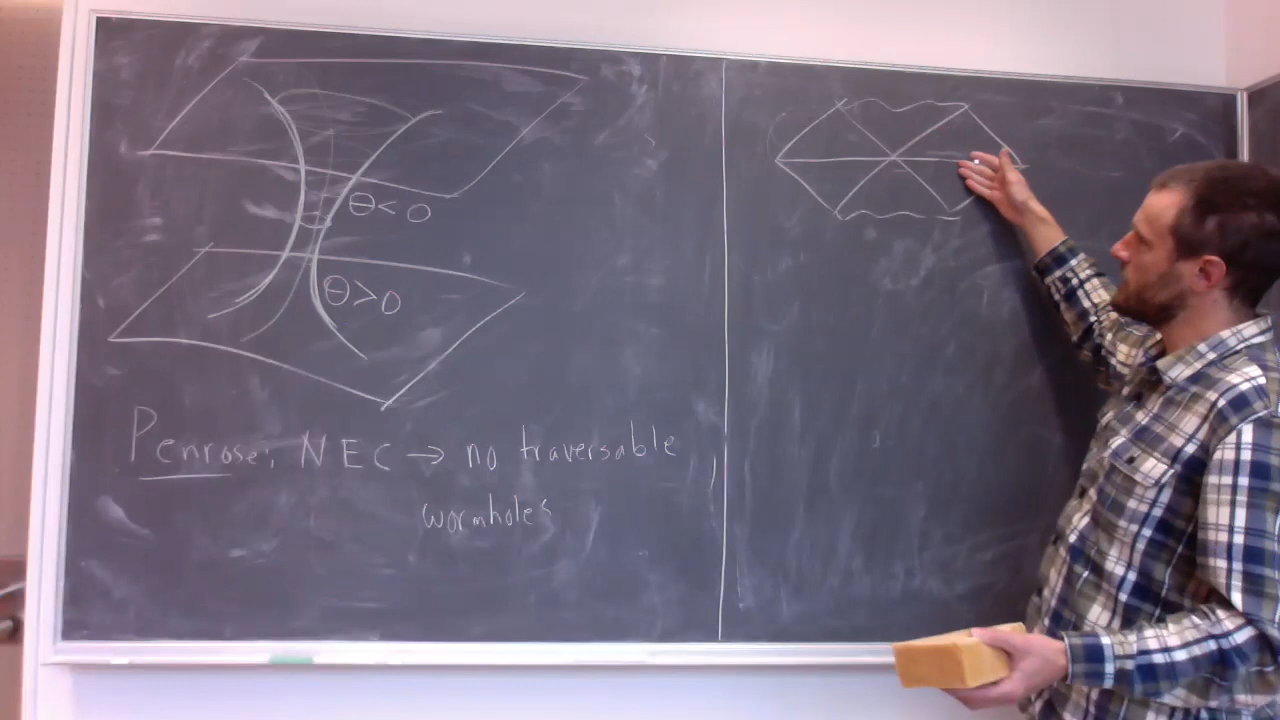 Θ < 0
Θ > 0
Penrose: NEC → no traversable
wormholes